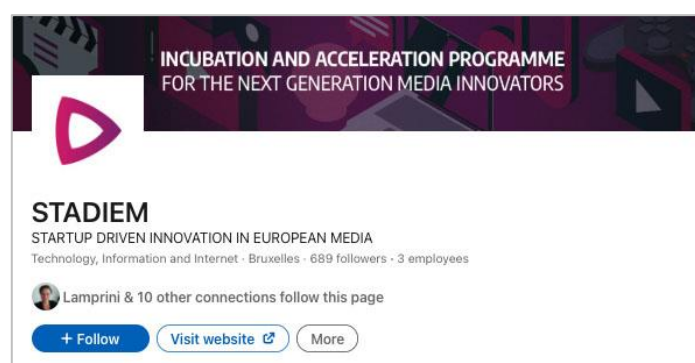 INCUBATION AND ACCELERATION PROGRAMME
FOR THE NEXT GENERATION MEDIA INNOVATORS
STADIEM
STARTUP DRIVEN INNOVATION IN EUROPEAN MEDIA
Technology, Information and Internet · Bruxelles · 689 followers · 3 employees
Lamprini & 10 other connections follow this page
+ Follow Visit website More